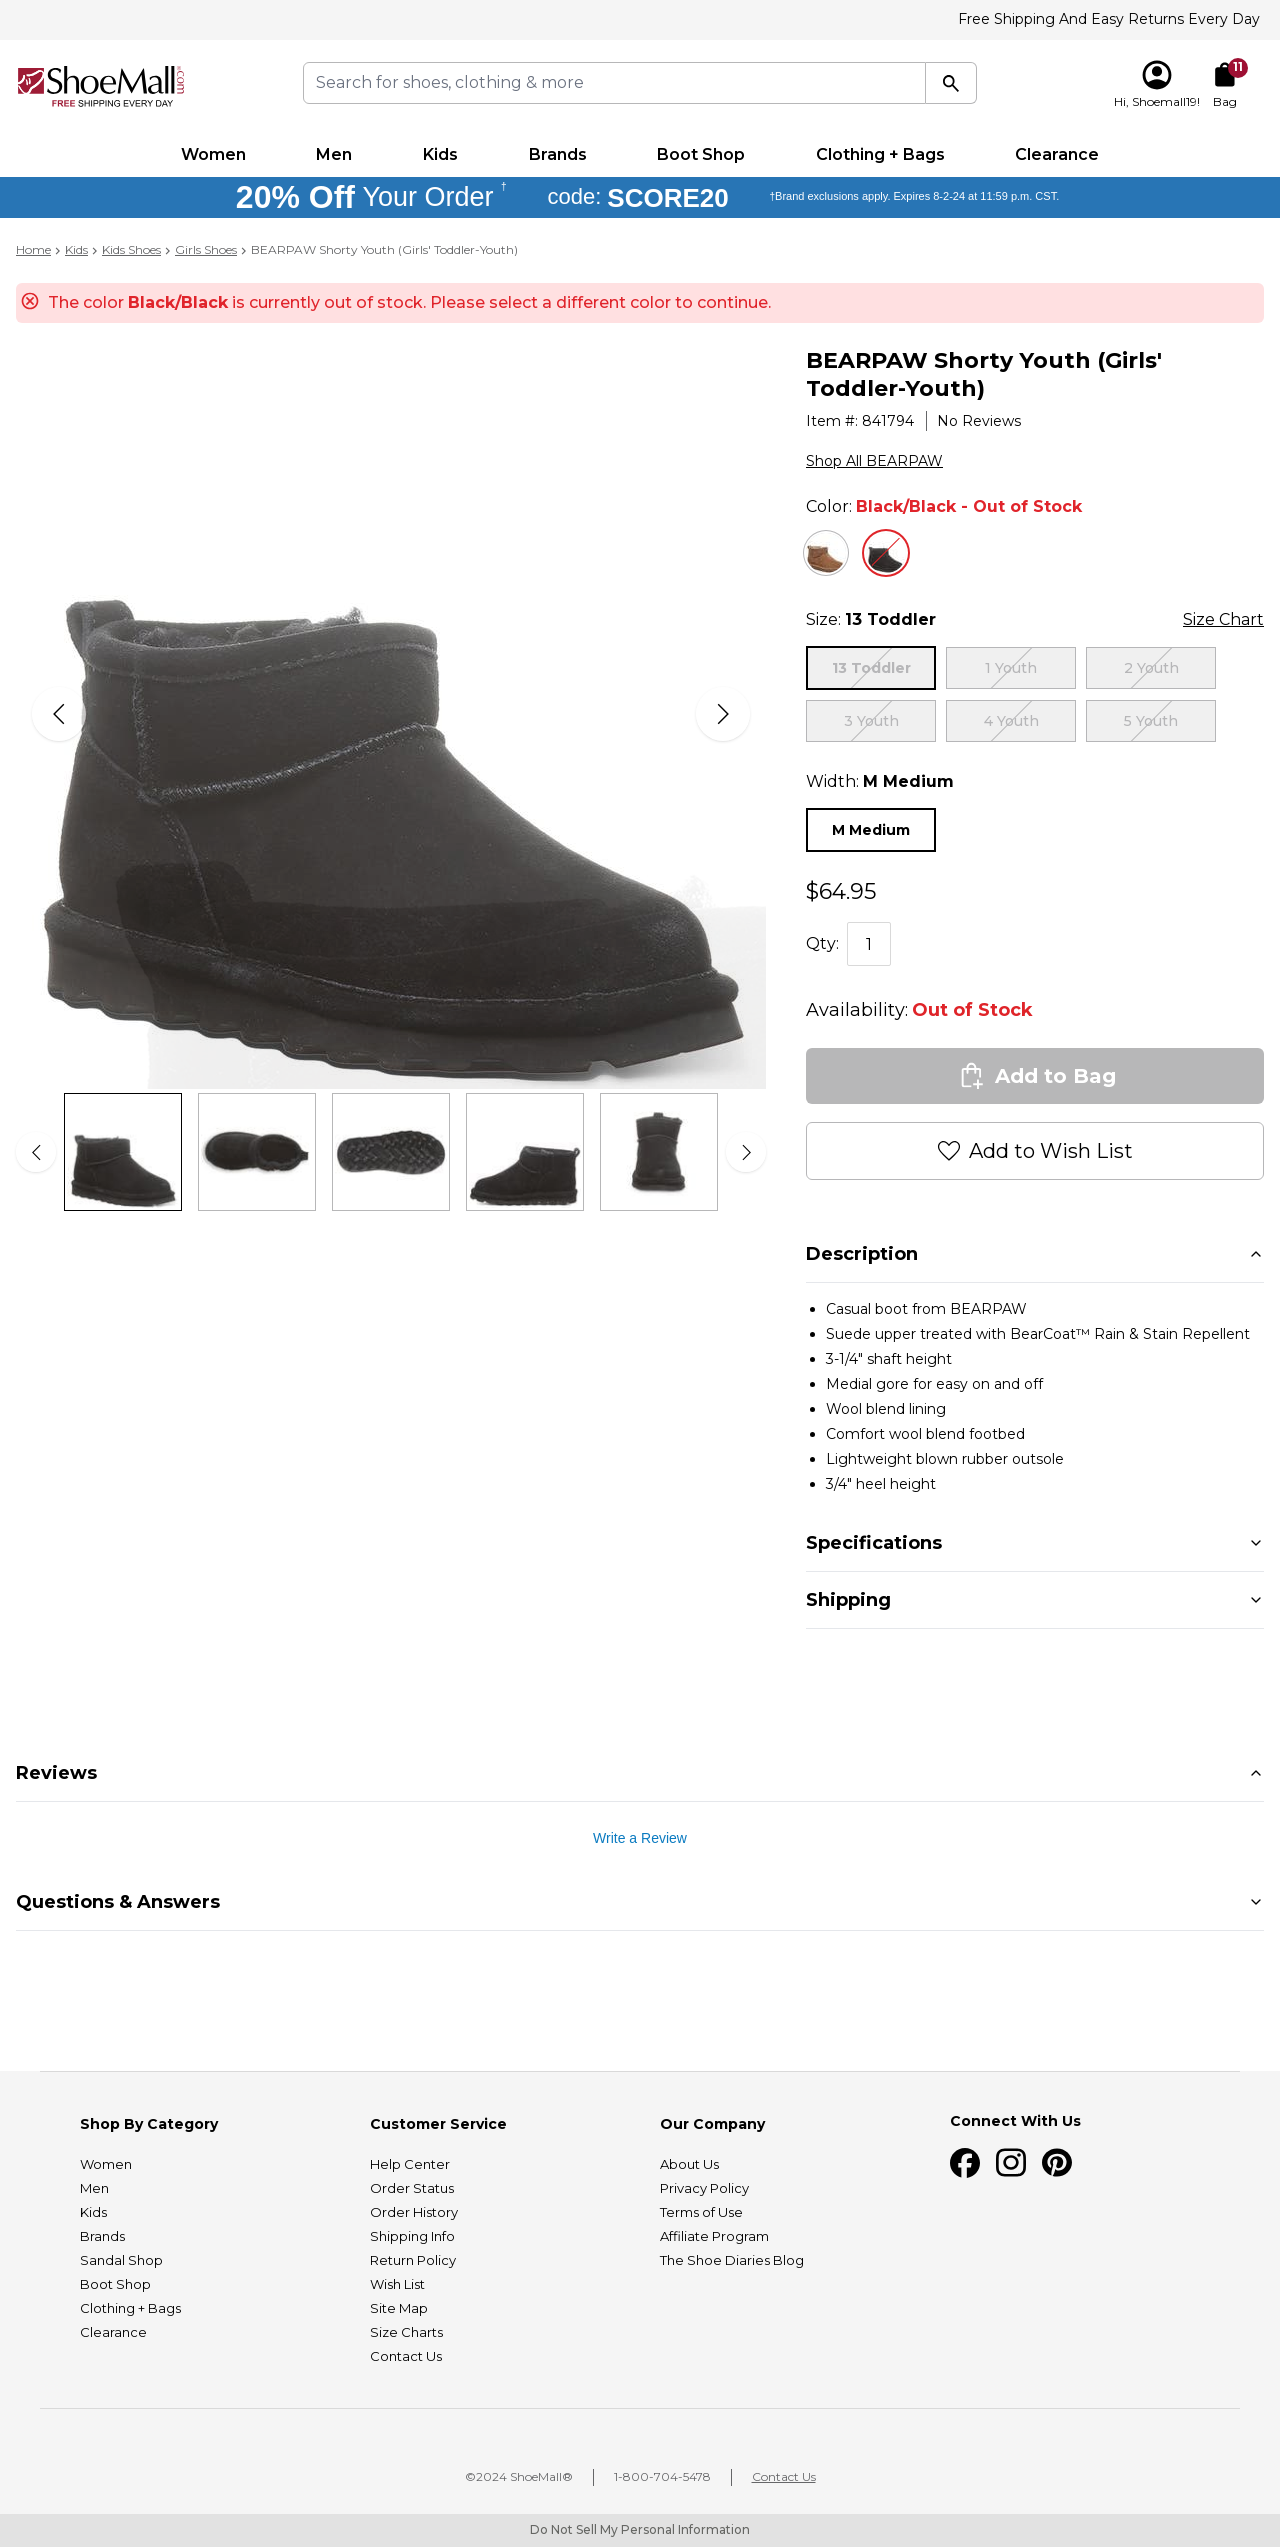 Free Shipping And Easy Returns Every Day
ShoeMall.com
FREE SHIPPING EVERY DAY
Search for shoes, clothing & more
11
Hi, Shoemall19!
Bag
Women
Men
Kids
Brands
Boot Shop
Clothing + Bags
Clearance
20% Off Your Order † code: SCORE20 †Brand exclusions apply. Expires 8-2-24 at 11:59 p.m. CST.
Home > Kids > Kids Shoes > Girls Shoes > BEARPAW Shorty Youth (Girls' Toddler-Youth)
The color Black/Black is currently out of stock. Please select a different color to continue.
BEARPAW Shorty Youth (Girls'
Toddler-Youth)
Item #: 841794 | No Reviews
Shop All BEARPAW
Color: Black/Black - Out of Stock
Size: 13 Toddler
Size Chart
13 Toddler
1 Youth
2 Youth
3 Youth
4 Youth
5 Youth
Width: M Medium
M Medium
$64.95
Qty: 1
Availability: Out of Stock
Add to Bag
Add to Wish List
Description
• Casual boot from BEARPAW
• Suede upper treated with BearCoat™ Rain & Stain Repellent
• 3-1/4" shaft height
• Medial gore for easy on and off
• Wool blend lining
• Comfort wool blend footbed
• Lightweight blown rubber outsole
• 3/4" heel height
Specifications
Shipping
Reviews
Write a Review
Questions & Answers
Shop By Category
Women
Men
Kids
Brands
Sandal Shop
Boot Shop
Clothing + Bags
Clearance
Customer Service
Help Center
Order Status
Order History
Shipping Info
Return Policy
Wish List
Site Map
Size Charts
Contact Us
Our Company
About Us
Privacy Policy
Terms of Use
Affiliate Program
The Shoe Diaries Blog
Connect With Us
©2024 ShoeMall® | 1-800-704-5478 | Contact Us
Do Not Sell My Personal Information